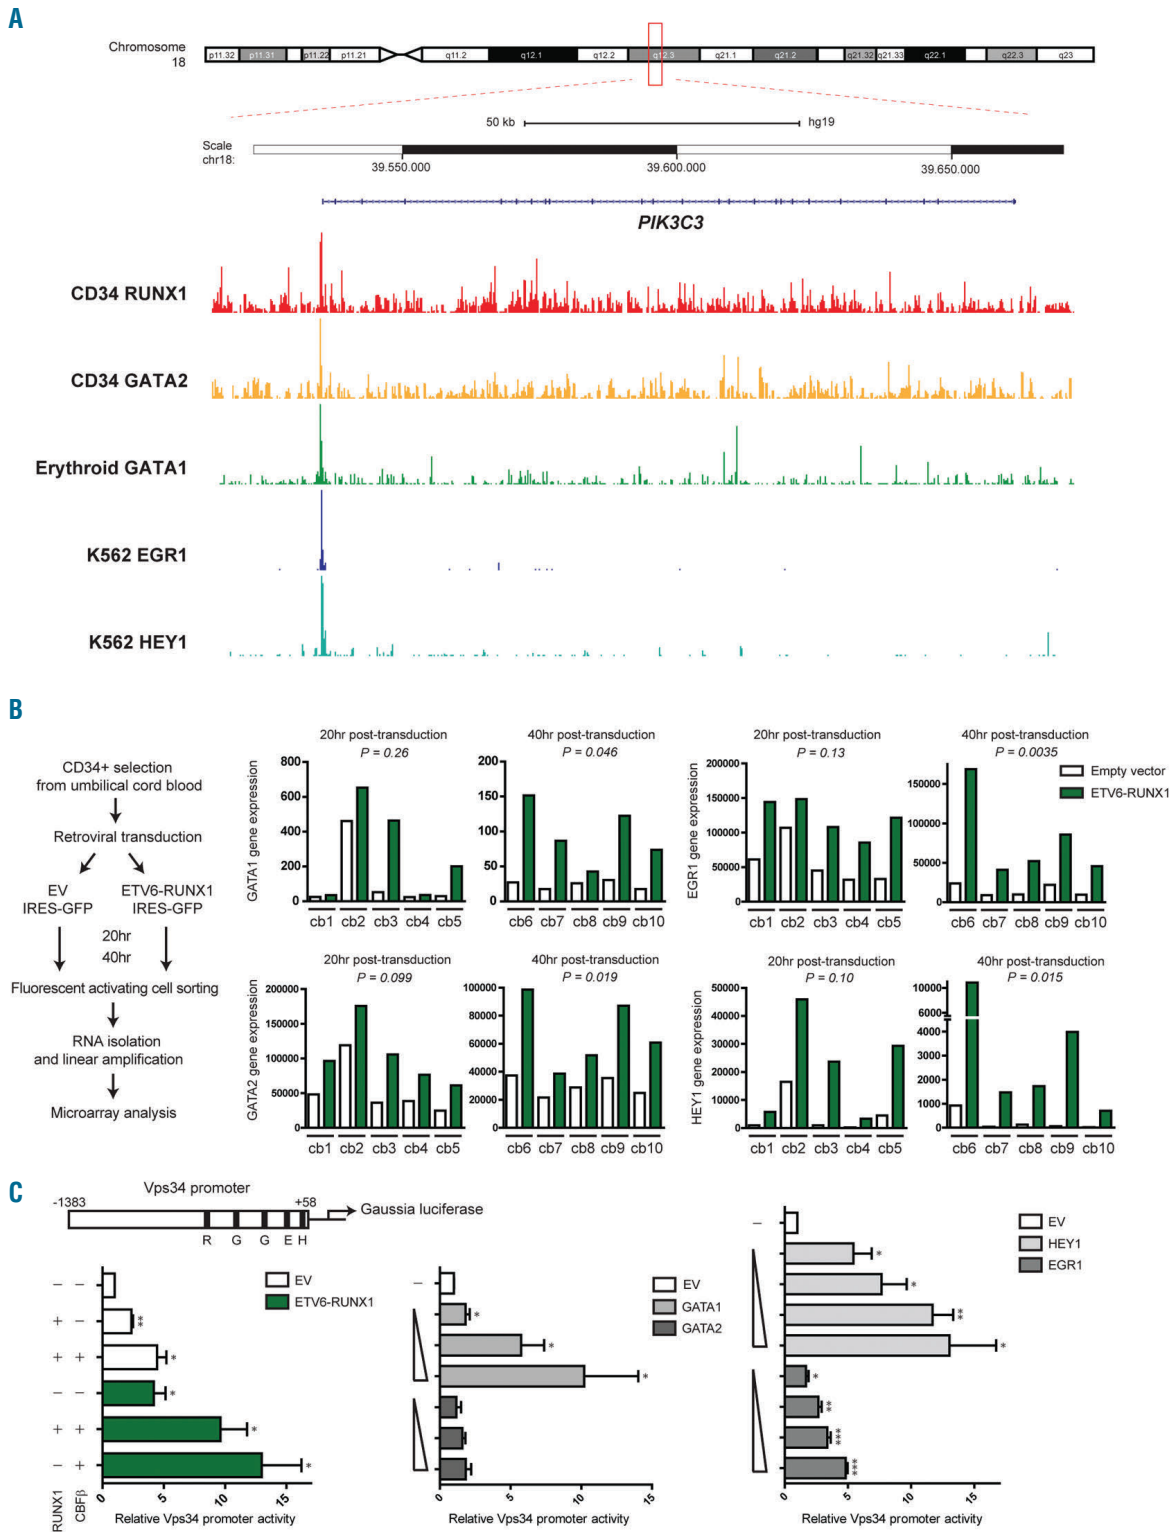 A
Chromosome 18
p11.32 p11.31 p11.22 p11.21 q11.2 q12.1 q12.2 q12.3 q21.1 q21.2 q21.32 q21.33 q22.1 q22.3 q23
50 kb hg19
Scale
chr18:
39.550.000 39.600.000 39.650.000
PIK3C3
CD34 RUNX1
CD34 GATA2
Erythroid GATA1
K562 EGR1
K562 HEY1
B
CD34+ selection
from umbilical cord blood
Retroviral transduction
EV
IRES-GFP
ETV6-RUNX1
IRES-GFP
20hr
40hr
Fluorescent activating cell sorting
RNA isolation
and linear amplification
Microarray analysis
20hr post-transduction
P = 0.26
GATA1 gene expression
800
600
400
200
0
cb1 cb2 cb3 cb4 cb5
40hr post-transduction
P = 0.046
200
150
100
50
0
cb6 cb7 cb8 cb9 cb10
20hr post-transduction
P = 0.13
EGR1 gene expression
200000
150000
100000
50000
0
cb1 cb2 cb3 cb4 cb5
40hr post-transduction
P = 0.0035
150000
100000
50000
0
cb6 cb7 cb8 cb9 cb10
Empty vector
ETV6-RUNX1
20hr post-transduction
P = 0.099
GATA2 gene expression
200000
150000
100000
50000
0
cb1 cb2 cb3 cb4 cb5
40hr post-transduction
P = 0.019
100000
80000
60000
40000
20000
0
cb6 cb7 cb8 cb9 cb10
20hr post-transduction
P = 0.10
HEY1 gene expression
50000
40000
30000
20000
10000
0
cb1 cb2 cb3 cb4 cb5
40hr post-transduction
P = 0.015
10000
6000
4000
3000
2000
1000
0
cb6 cb7 cb8 cb9 cb10
C
Vps34 promoter
-1383 +58
Gaussia luciferase
R G G E H
EV
ETV6-RUNX1
– –
+ – **
+ + *
– – *
+ + *
– + *
RUNX1
CBFβ
0 5 10 15
Relative Vps34 promoter activity
EV
GATA1
GATA2
–
*
*
*
0 5 10 15
Relative Vps34 promoter activity
EV
HEY1
EGR1
–
*
*
**
*
*
**
***
***
0 5 10 15
Relative Vps34 promoter activity